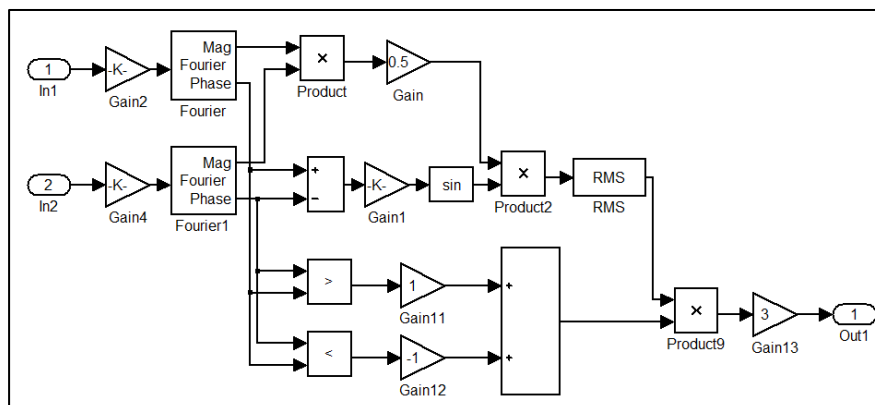 1
In1
-K-
Gain2
Mag
Fourier
Phase
Fourier
×
Product
0.5
Gain
2
In2
-K-
Gain4
Mag
Fourier
Phase
Fourier1
+
−
-K-
Gain1
sin
×
Product2
RMS
RMS
>
1
Gain11
<
-1
Gain12
+
+
×
Product9
3
Gain13
1
Out1